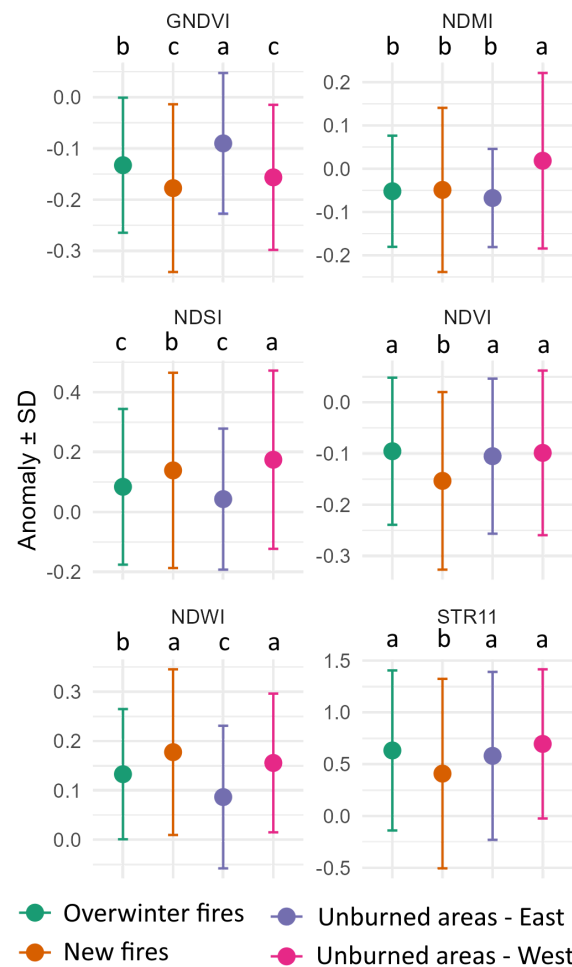 GNDVI
b c a c
0.0
-0.1
-0.2
-0.3
NDMI
b b b a
0.2
0.1
0.0
-0.1
-0.2
NDSI
c b c a
0.4
0.2
0.0
-0.2
NDVI
a b a a
0.0
-0.1
-0.2
-0.3
Anomaly ± SD
NDWI
b a c a
0.3
0.2
0.1
0.0
STR11
a b a a
1.5
1.0
0.5
0.0
-0.5
Overwinter fires
New fires
Unburned areas - East
Unburned areas - West